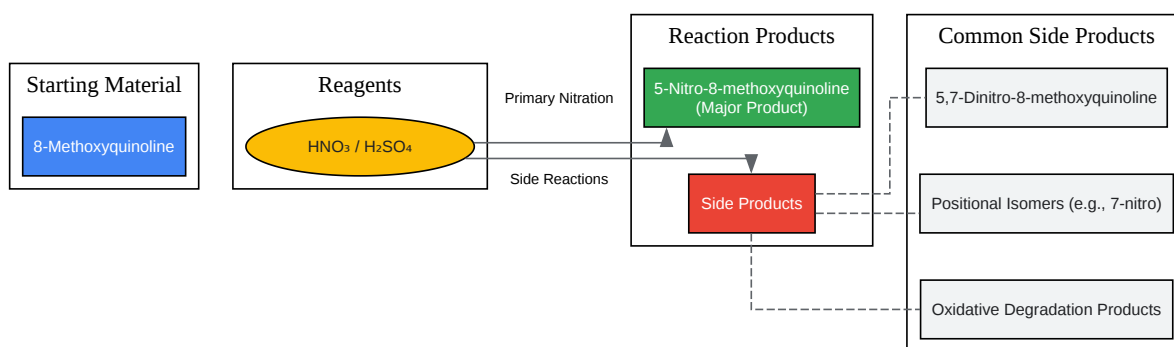 Starting Material
8-Methoxyquinoline
Reagents
HNO₃ / H₂SO₄
Primary Nitration
Side Reactions
Reaction Products
5-Nitro-8-methoxyquinoline
(Major Product)
Side Products
Common Side Products
5,7-Dinitro-8-methoxyquinoline
Positional Isomers (e.g., 7-nitro)
Oxidative Degradation Products